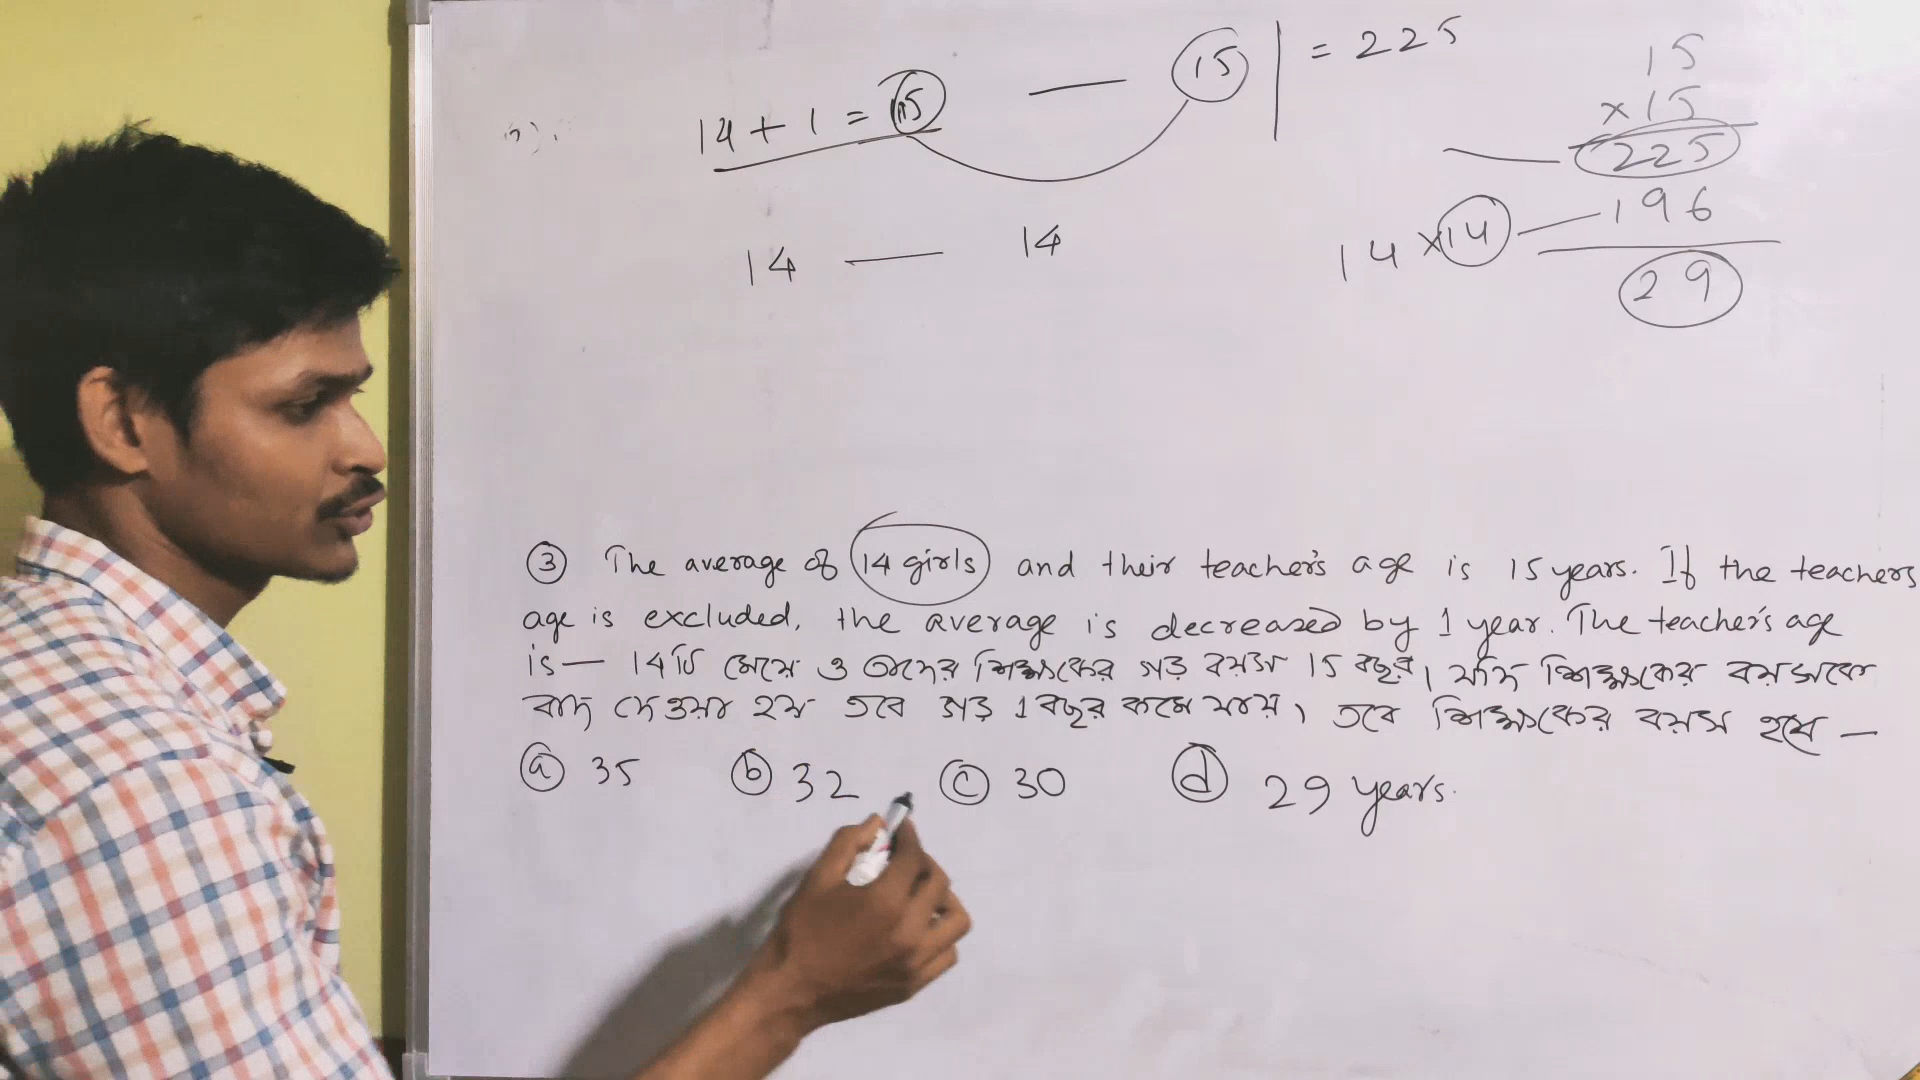 14 + 1 = 15 — 15 | = 225
14 — 14
15
×15
— 225
14 ×14 — 196
29
③ The average of 14 girls and their teacher's age is 15 years. If the teachers
age is excluded, the average is decreased by 1 year. The teacher's age
is — 14টি মেয়ে ও তাদের শিক্ষকের গড় বয়স 15 বছর। যদি শিক্ষকের বয়সকে
বাদ দেওয়া হয় তবে গড় 1 বছর কমে যায়। তবে শিক্ষকের বয়স হবে —
ⓐ 35 ⓑ 32 ⓒ 30 ⓓ 29 years.